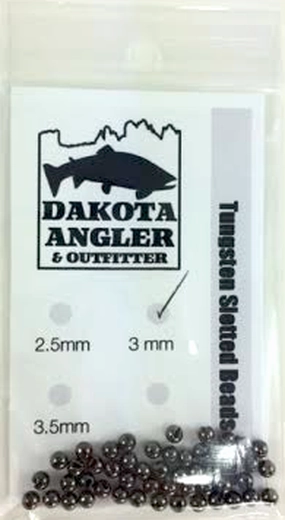 DAKOTA
ANGLER
& OUTFITTER
Tungsten Slotted Beads
2.5mm
3 mm
3.5mm